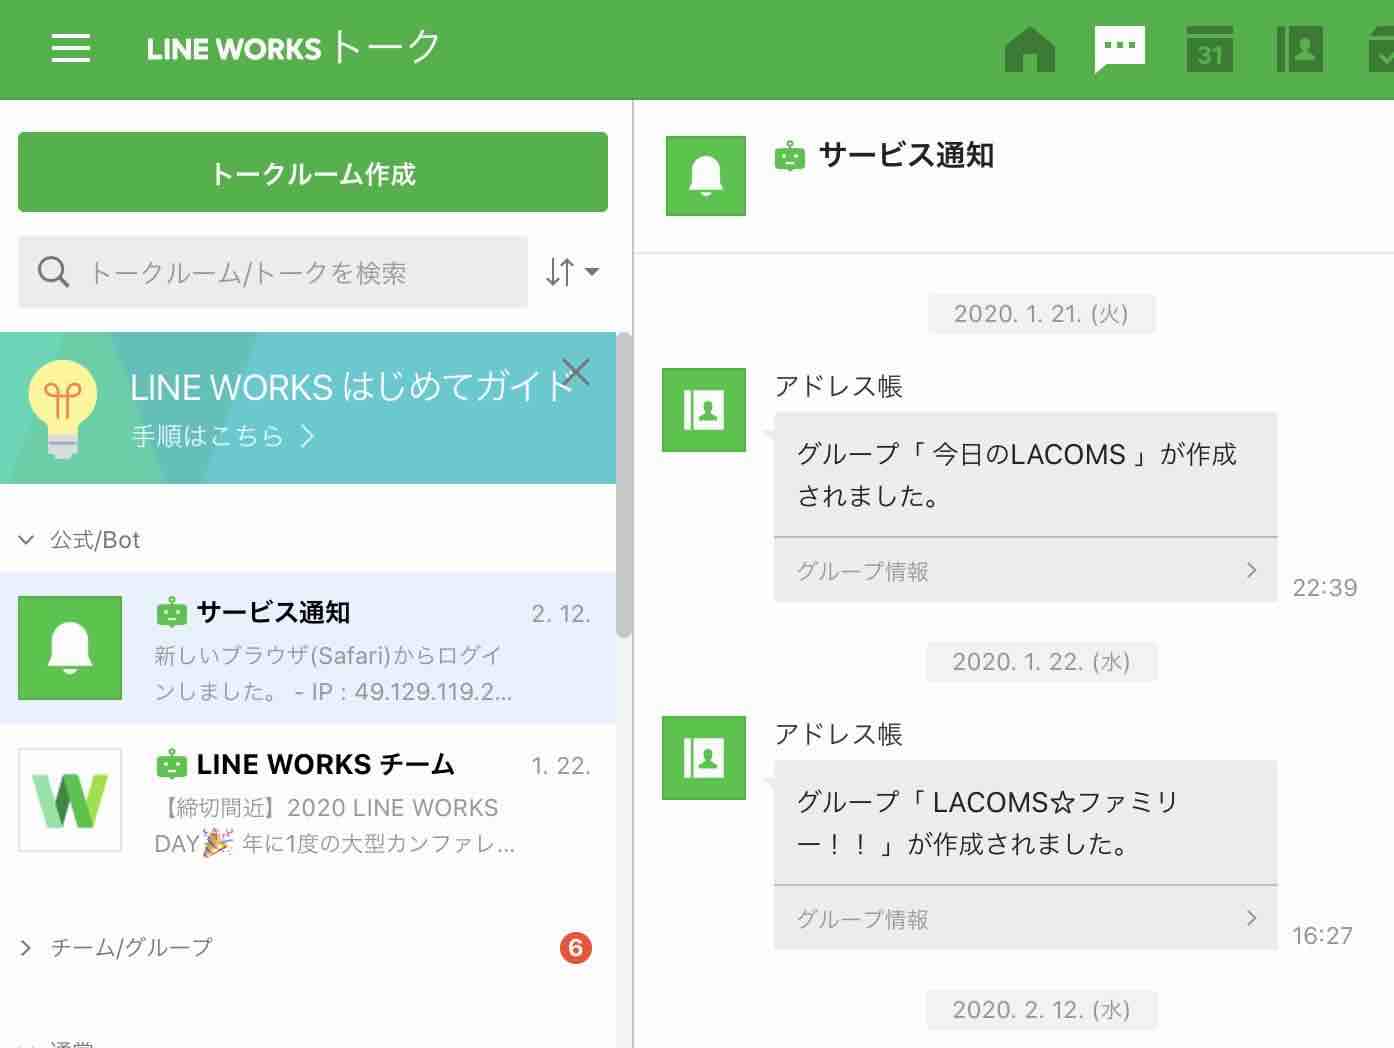 LINE WORKS トーク
31
トークルーム作成
トークルーム/トークを検索
LINE WORKS はじめてガイド
手順はこちら
公式/Bot
サービス通知
2. 12.
新しいブラウザ(Safari)からログイ
ンしました。 - IP : 49.129.119.2...
LINE WORKS チーム
1. 22.
【締切間近】2020 LINE WORKS
DAY🎉 年に1度の大型カンファレ...
チーム/グループ
6
通常
サービス通知
2020. 1. 21. (火)
アドレス帳
グループ「 今日のLACOMS 」が作成
されました。
グループ情報
22:39
2020. 1. 22. (水)
アドレス帳
グループ「 LACOMS☆ファミリ
ー！！ 」が作成されました。
グループ情報
16:27
2020. 2. 12. (水)